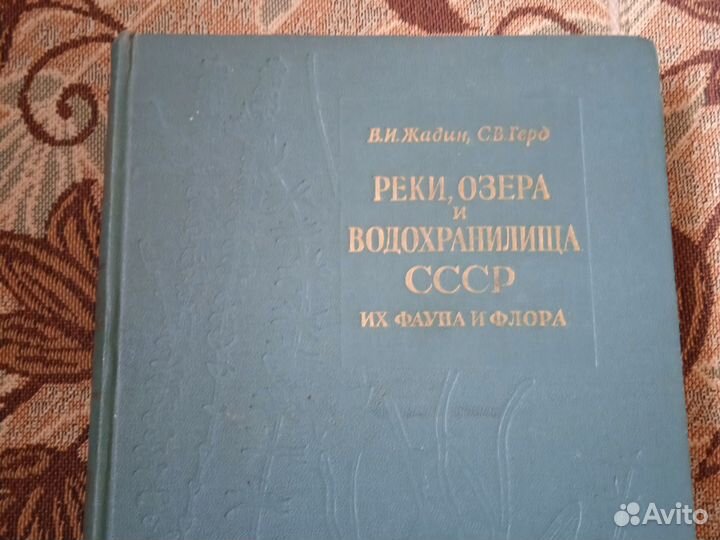 В.И.Жадин, С.В.Герд
РЕКИ, ОЗЕРА
и
ВОДОХРАНИЛИЩА
СССР
ИХ ФАУНА И ФЛОРА
Avito